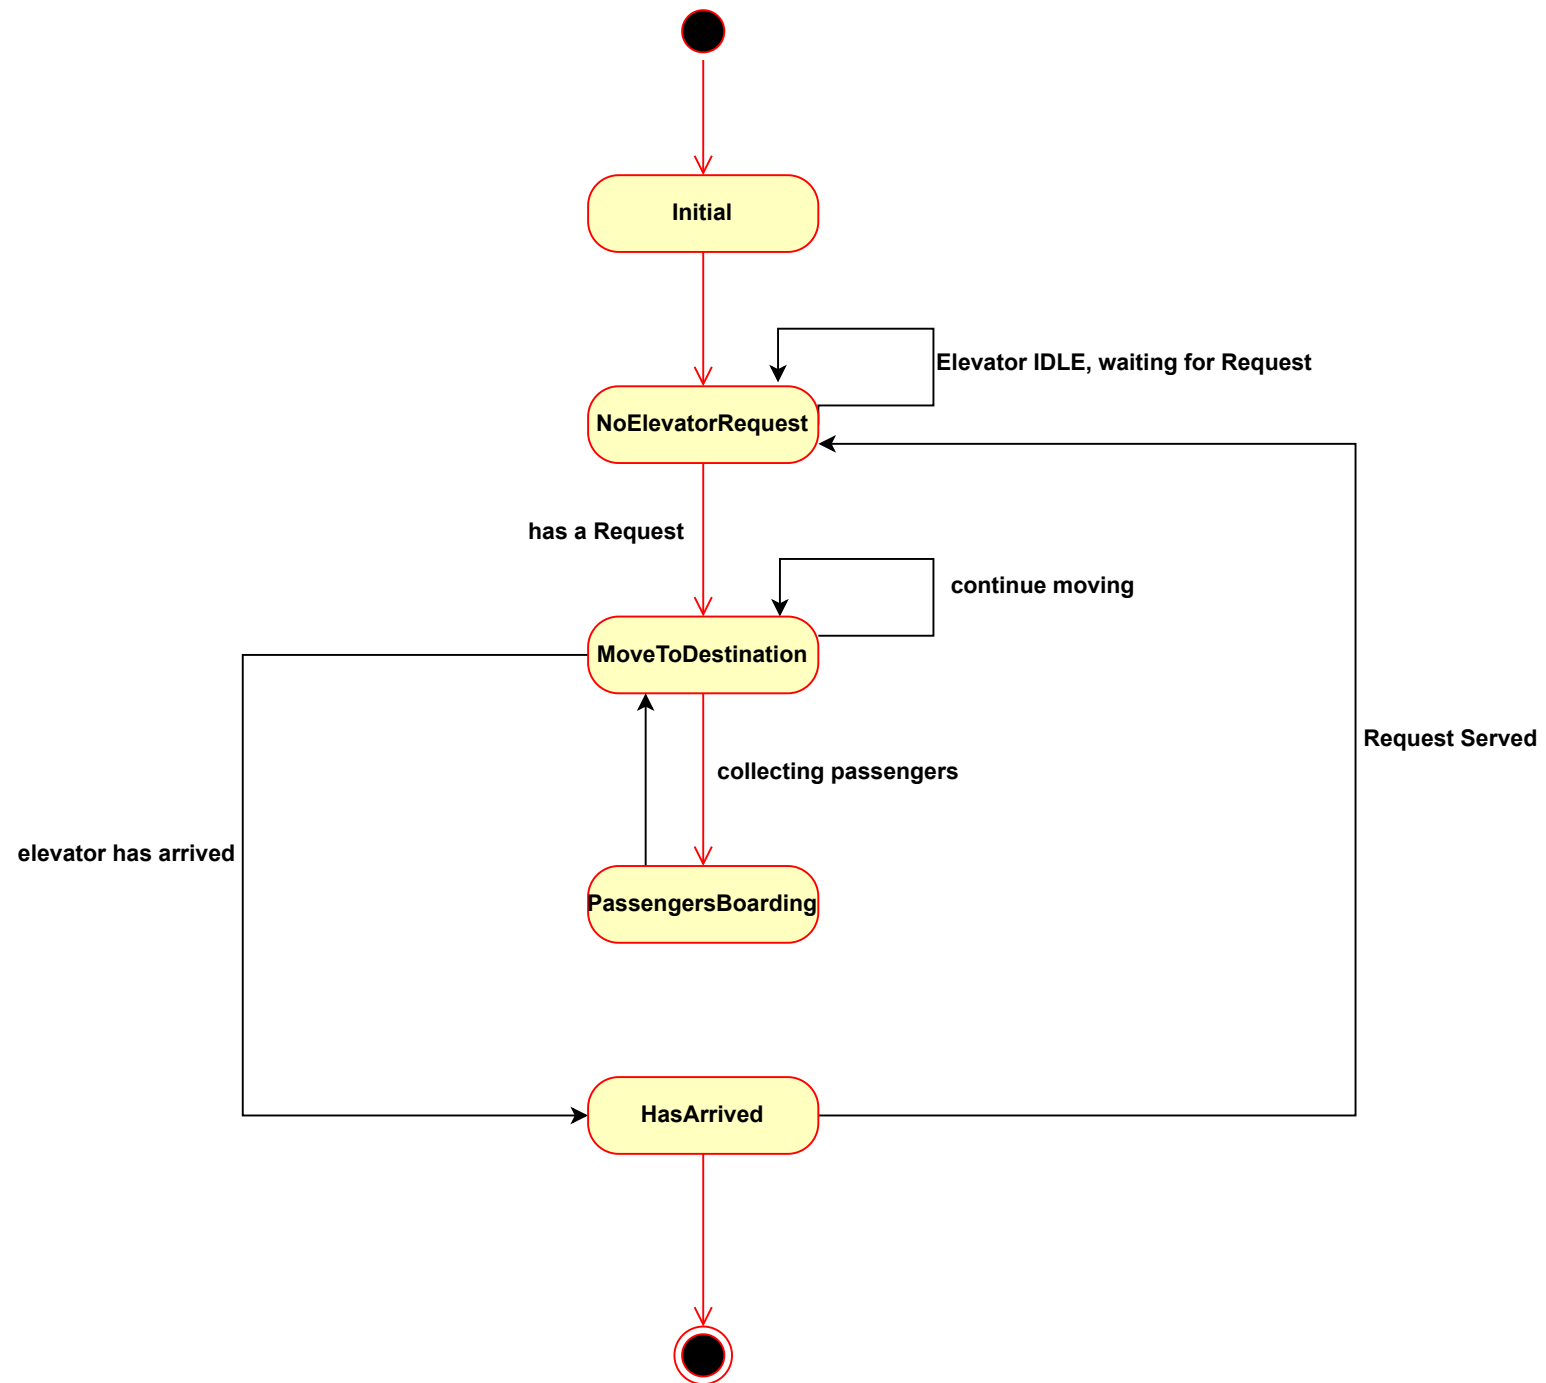 Initial
Elevator IDLE, waiting for Request
NoElevatorRequest
has a Request
continue moving
MoveToDestination
Request Served
collecting passengers
elevator has arrived
PassengersBoarding
HasArrived